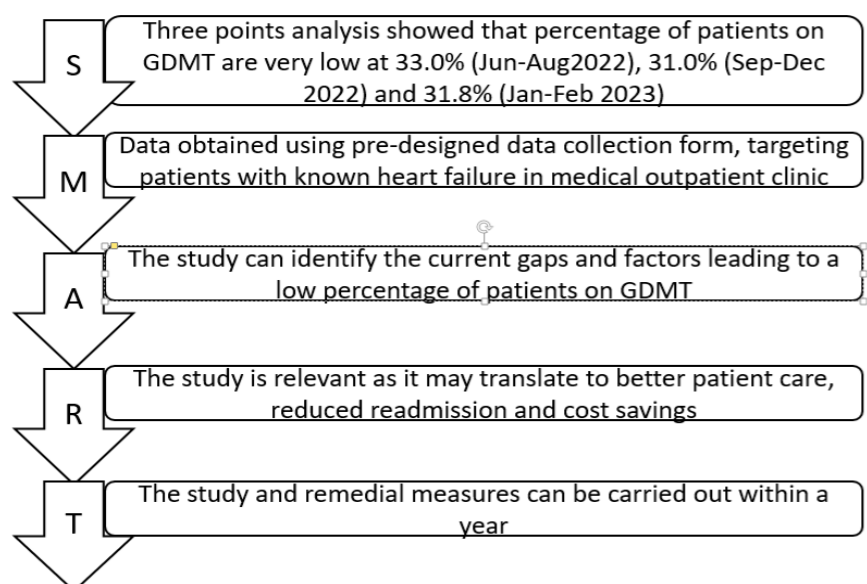 S
Three points analysis showed that percentage of patients on
GDMT are very low at 33.0% (Jun-Aug2022), 31.0% (Sep-Dec
2022) and 31.8% (Jan-Feb 2023)
M
Data obtained using pre-designed data collection form, targeting
patients with known heart failure in medical outpatient clinic
A
The study can identify the current gaps and factors leading to a
low percentage of patients on GDMT
R
The study is relevant as it may translate to better patient care,
reduced readmission and cost savings
T
The study and remedial measures can be carried out within a
year